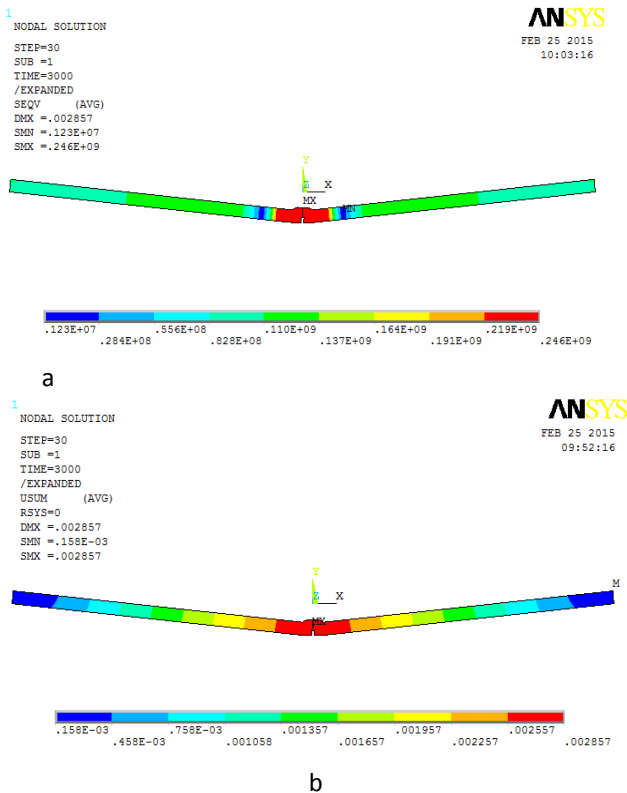 1
NODAL SOLUTION
ANSYS
FEB 25 2015
10:03:16
STEP=30
SUB =1
TIME=3000
/EXPANDED
SEQV (AVG)
DMX =.002857
SMN =.123E+07
SMX =.246E+09
Y
Z X
MX
MN
.123E+07 .556E+08 .110E+09 .164E+09 .219E+09
.284E+08 .828E+08 .137E+09 .191E+09 .246E+09
a
1
NODAL SOLUTION
ANSYS
FEB 25 2015
09:52:16
STEP=30
SUB =1
TIME=3000
/EXPANDED
USUM (AVG)
RSYS=0
DMX =.002857
SMN =.158E-03
SMX =.002857
Y
Z X
M
MX
.158E-03 .758E-03 .001357 .001957 .002557
.458E-03 .001058 .001657 .002257 .002857
b